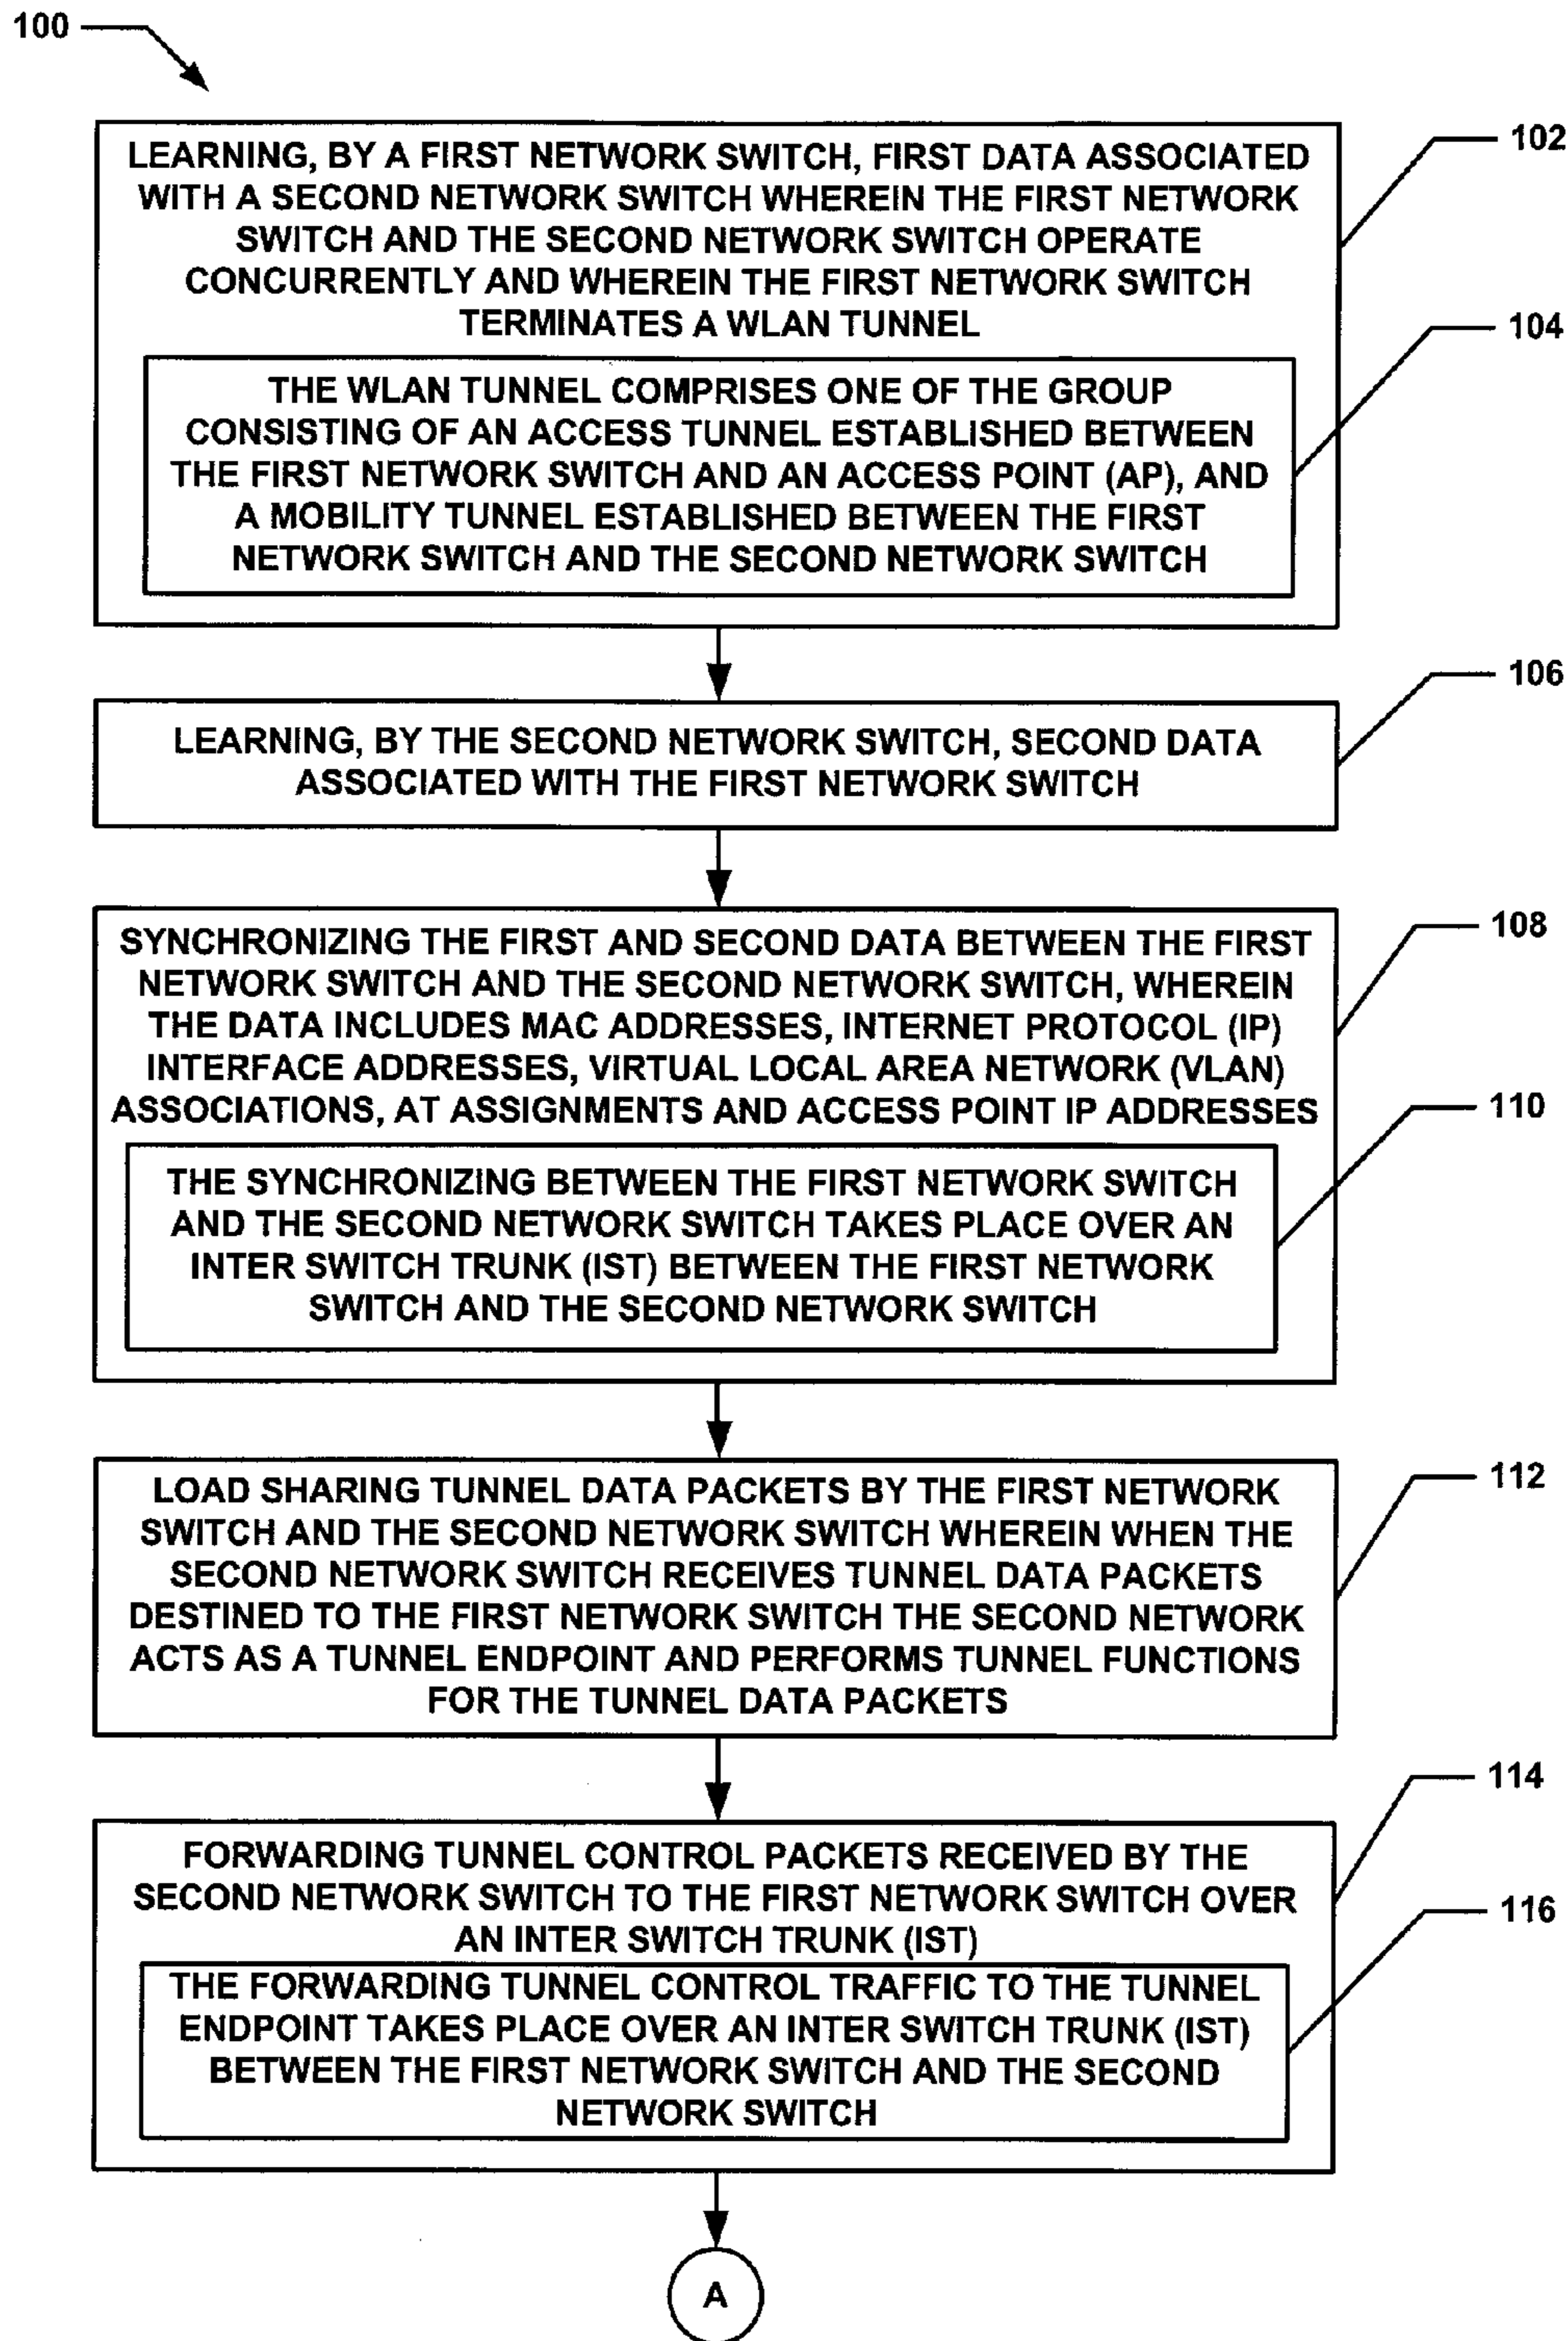 100
LEARNING, BY A FIRST NETWORK SWITCH, FIRST DATA ASSOCIATED
WITH A SECOND NETWORK SWITCH WHEREIN THE FIRST NETWORK
SWITCH AND THE SECOND NETWORK SWITCH OPERATE
CONCURRENTLY AND WHEREIN THE FIRST NETWORK SWITCH
TERMINATES A WLAN TUNNEL
102
THE WLAN TUNNEL COMPRISES ONE OF THE GROUP
CONSISTING OF AN ACCESS TUNNEL ESTABLISHED BETWEEN
THE FIRST NETWORK SWITCH AND AN ACCESS POINT (AP), AND
A MOBILITY TUNNEL ESTABLISHED BETWEEN THE FIRST
NETWORK SWITCH AND THE SECOND NETWORK SWITCH
104
LEARNING, BY THE SECOND NETWORK SWITCH, SECOND DATA
ASSOCIATED WITH THE FIRST NETWORK SWITCH
106
SYNCHRONIZING THE FIRST AND SECOND DATA BETWEEN THE FIRST
NETWORK SWITCH AND THE SECOND NETWORK SWITCH, WHEREIN
THE DATA INCLUDES MAC ADDRESSES, INTERNET PROTOCOL (IP)
INTERFACE ADDRESSES, VIRTUAL LOCAL AREA NETWORK (VLAN)
ASSOCIATIONS, AT ASSIGNMENTS AND ACCESS POINT IP ADDRESSES
108
THE SYNCHRONIZING BETWEEN THE FIRST NETWORK SWITCH
AND THE SECOND NETWORK SWITCH TAKES PLACE OVER AN
INTER SWITCH TRUNK (IST) BETWEEN THE FIRST NETWORK
SWITCH AND THE SECOND NETWORK SWITCH
110
LOAD SHARING TUNNEL DATA PACKETS BY THE FIRST NETWORK
SWITCH AND THE SECOND NETWORK SWITCH WHEREIN WHEN THE
SECOND NETWORK SWITCH RECEIVES TUNNEL DATA PACKETS
DESTINED TO THE FIRST NETWORK SWITCH THE SECOND NETWORK
ACTS AS A TUNNEL ENDPOINT AND PERFORMS TUNNEL FUNCTIONS
FOR THE TUNNEL DATA PACKETS
112
FORWARDING TUNNEL CONTROL PACKETS RECEIVED BY THE
SECOND NETWORK SWITCH TO THE FIRST NETWORK SWITCH OVER
AN INTER SWITCH TRUNK (IST)
114
THE FORWARDING TUNNEL CONTROL TRAFFIC TO THE TUNNEL
ENDPOINT TAKES PLACE OVER AN INTER SWITCH TRUNK (IST)
BETWEEN THE FIRST NETWORK SWITCH AND THE SECOND
NETWORK SWITCH
116
A